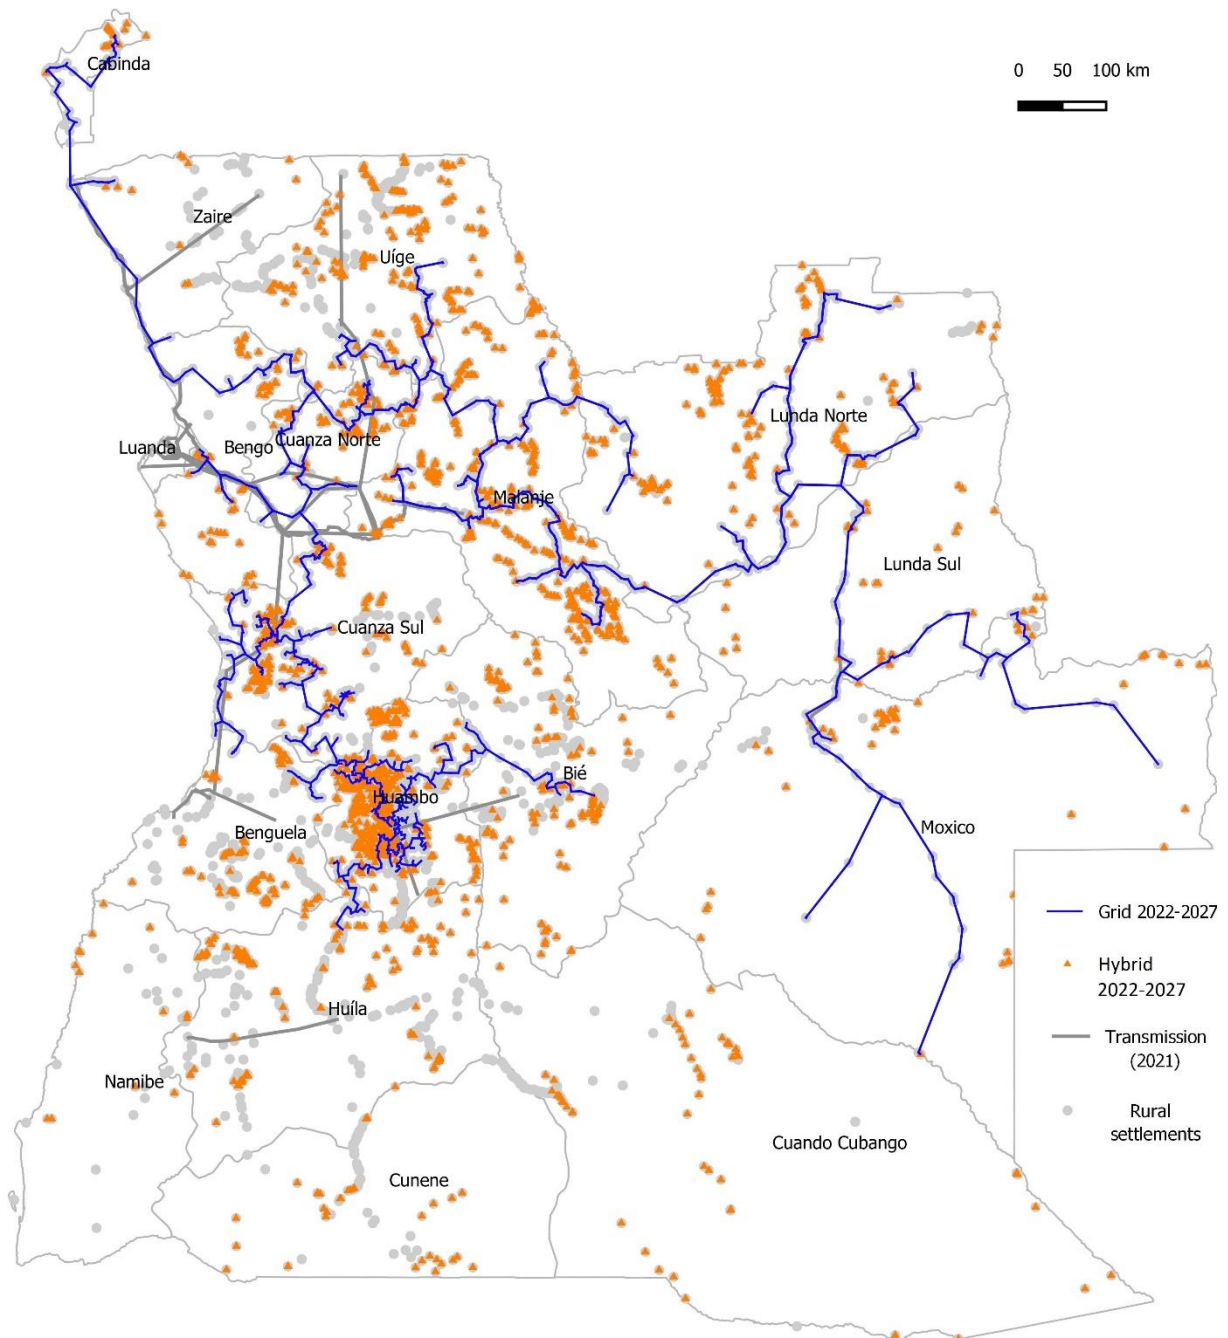 0 50 100 km
Cabinda
Zaire
Uíge
Luanda
Bengo
Cuanza Norte
Lunda Norte
Malanje
Lunda Sul
Cuanza Sul
Bié
Huambo
Benguela
Moxico
Huíla
Namibe
Cuando Cubango
Cunene
Grid 2022-2027
Hybrid
2022-2027
Transmission
(2021)
Rural
settlements